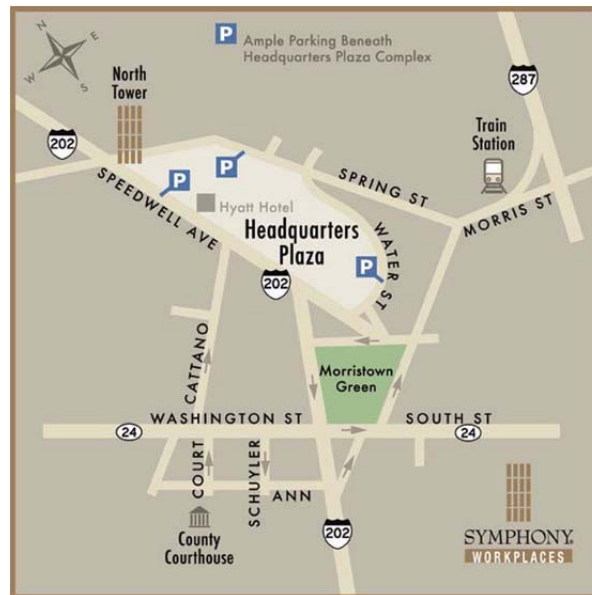 N
E
W
S
P
Ample Parking Beneath
Headquarters Plaza Complex
287
North
Tower
202
Train
Station
P
P
SPRING ST
MORRIS ST
SPEEDWELL AVE
Hyatt Hotel
WATER ST
Headquarters
Plaza
P
202
CATTANO
Morristown
Green
WASHINGTON ST
SOUTH ST
24
24
COURT
SCHUYLER
ANN
County
Courthouse
202
SYMPHONY®
WORKPLACES